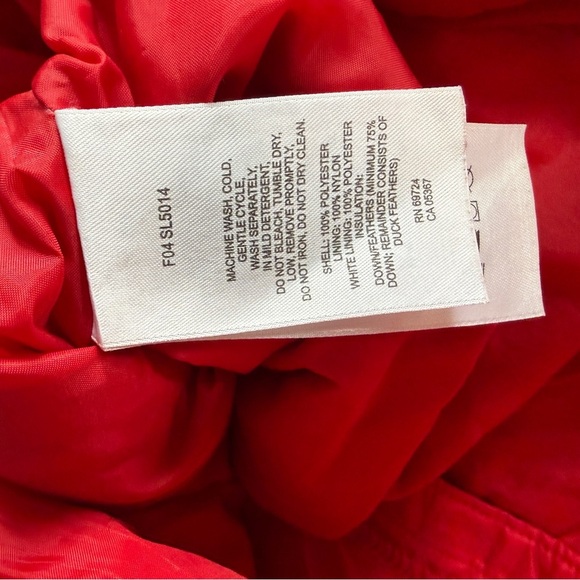 F04 SL5014
MACHINE WASH, COLD,
GENTLE CYCLE,
WASH SEPARATELY,
IN MILD DETERGENT,
DO NOT BLEACH, TUMBLE DRY,
LOW, REMOVE PROMPTLY,
DO NOT IRON, DO NOT DRY CLEAN.
SHELL: 100% POLYESTER
LINING: 100% NYLON
WHITE LINING: 100% POLYESTER
INSULATION:
DOWN/FEATHERS (MINIMUM 75%
DOWN; REMAINDER CONSISTS OF
DUCK FEATHERS)
RN 69724
CA 05367